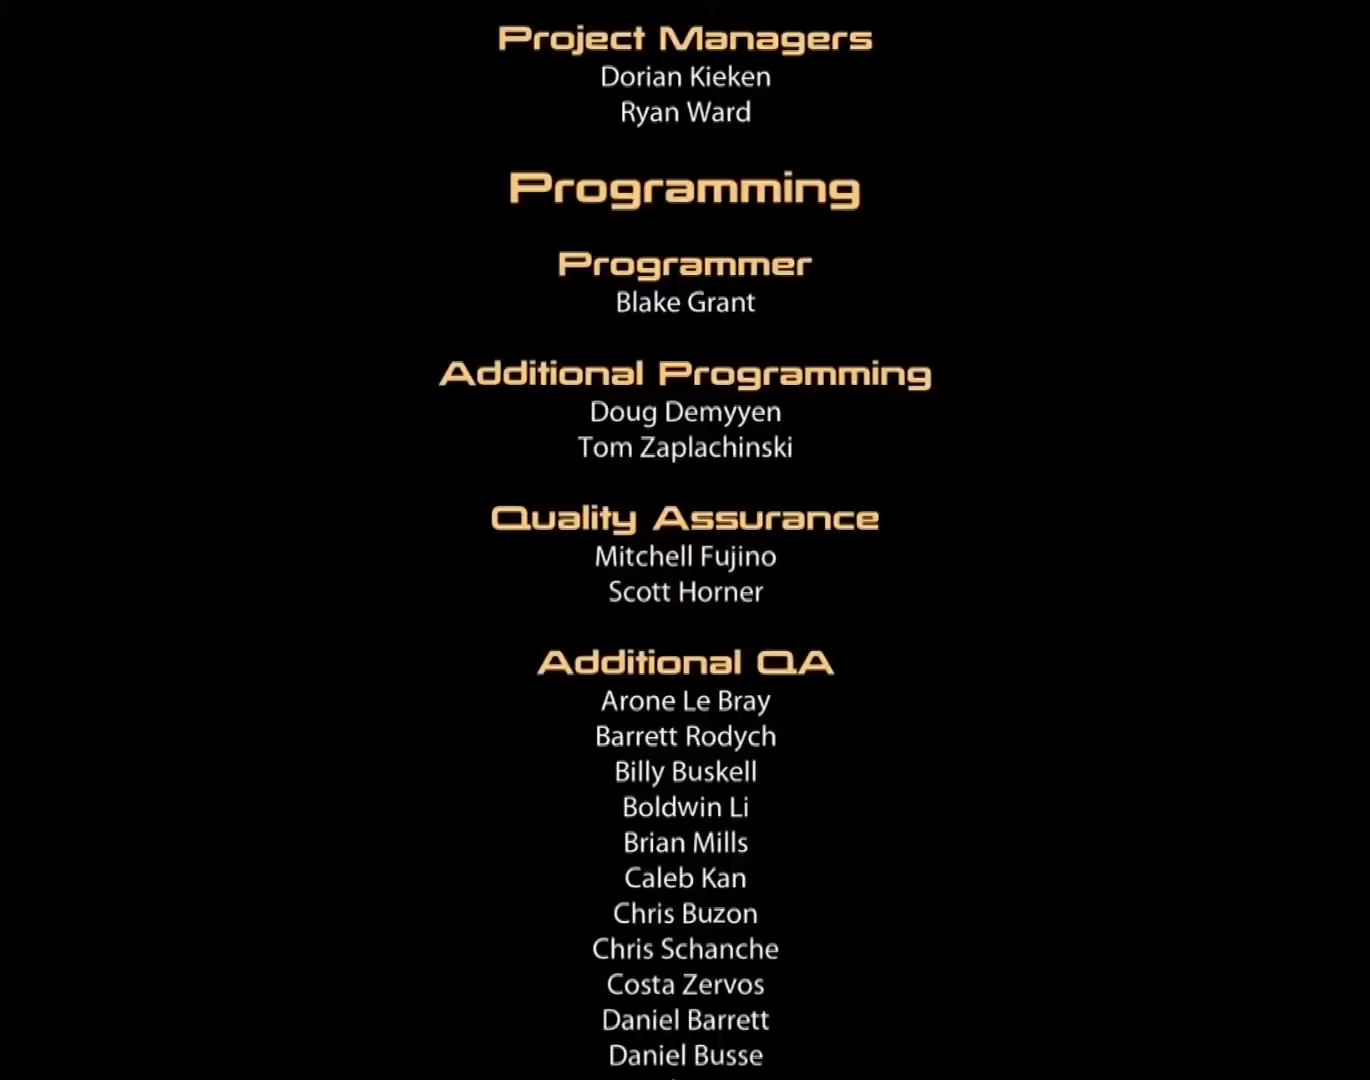 Project Managers
Dorian Kieken
Ryan Ward
Programming
Programmer
Blake Grant
Additional Programming
Doug Demyyen
Tom Zaplachinski
Quality Assurance
Mitchell Fujino
Scott Horner
Additional QA
Arone Le Bray
Barrett Rodych
Billy Buskell
Boldwin Li
Brian Mills
Caleb Kan
Chris Buzon
Chris Schanche
Costa Zervos
Daniel Barrett
Daniel Busse